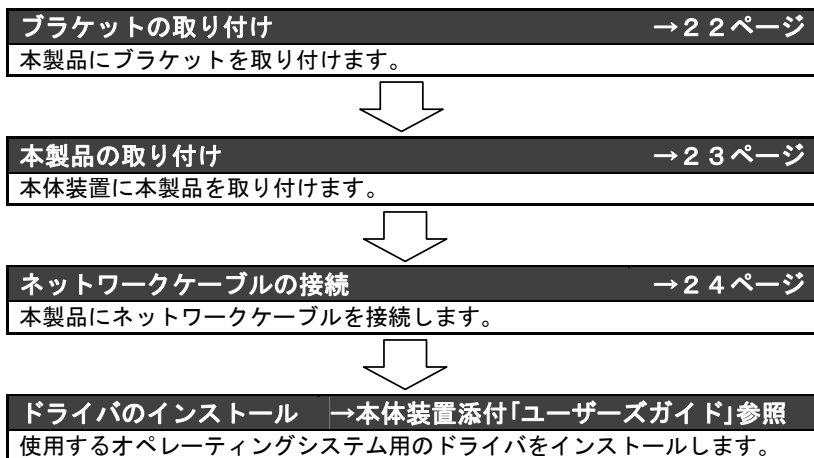 ブラケットの取り付け →２２ページ
本製品にブラケットを取り付けます。
本製品の取り付け →２３ページ
本体装置に本製品を取り付けます。
ネットワークケーブルの接続 →２４ページ
本製品にネットワークケーブルを接続します。
ドライバのインストール →本体装置添付｢ユーザーズガイド｣参照
使用するオペレーティングシステム用のドライバをインストールします。